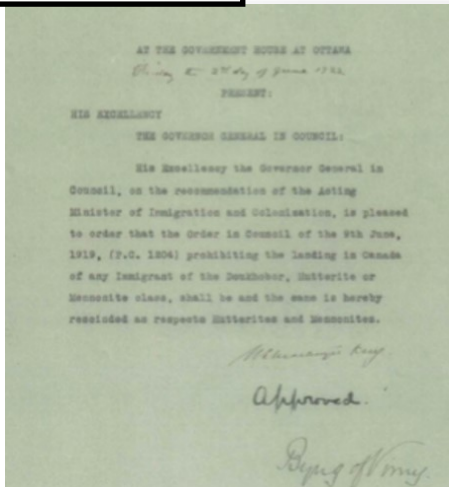 AT THE GOVERNMENT HOUSE AT OTTAWA
Friday the 2nd day of June 1922
PRESENT:
HIS EXCELLENCY
THE GOVERNOR GENERAL IN COUNCIL:
His Excellency the Governor General in
Council, on the recommendation of the Acting
Minister of Immigration and Colonization, is pleased
to order that the Order in Council of the 9th June,
1919, (P.C. 1204) prohibiting the landing in Canada
of any Immigrant of the Doukhobor, Hutterite or
Mennonite class, shall be and the same is hereby
rescinded as respects Hutterites and Mennonites.
W L Mackenzie King.
Approved.
Byng of Vimy.